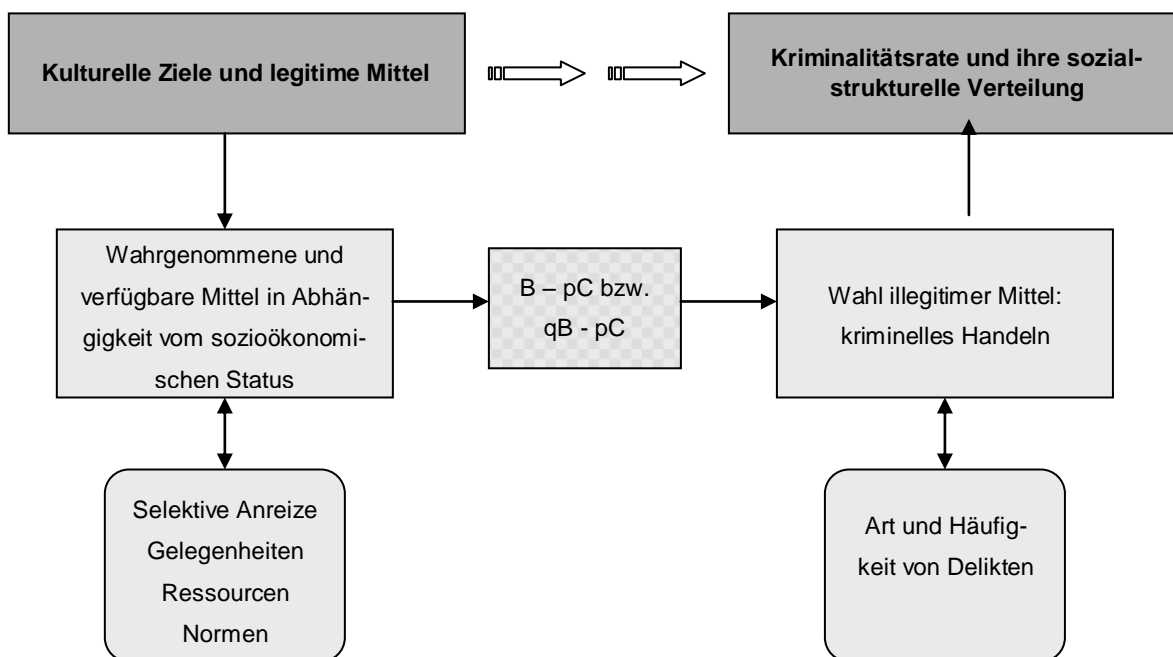 Kulturelle Ziele und legitime Mittel
Kriminalitätsrate und ihre sozial-
strukturelle Verteilung
Wahrgenommene und
verfügbare Mittel in Abhän-
gigkeit vom sozioökonomi-
schen Status
B – pC bzw.
qB - pC
Wahl illegitimer Mittel:
kriminelles Handeln
Selektive Anreize
Gelegenheiten
Ressourcen
Normen
Art und Häufig-
keit von Delikten